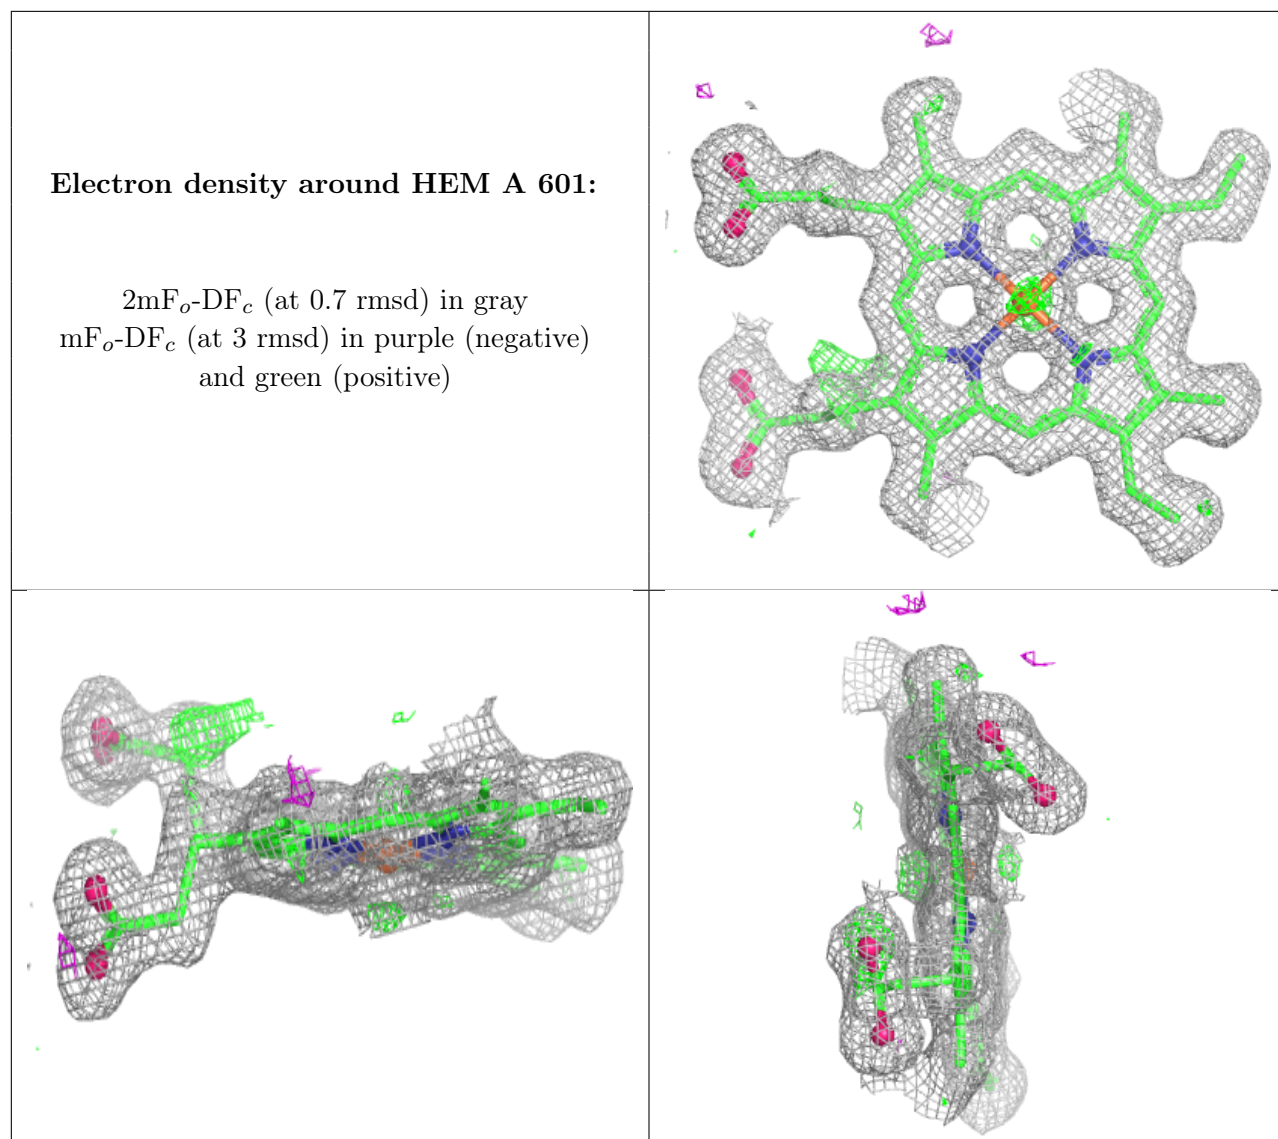 Electron density around HEM A 601:
2mFo-DFc (at 0.7 rmsd) in gray
mFo-DFc (at 3 rmsd) in purple (negative)
and green (positive)